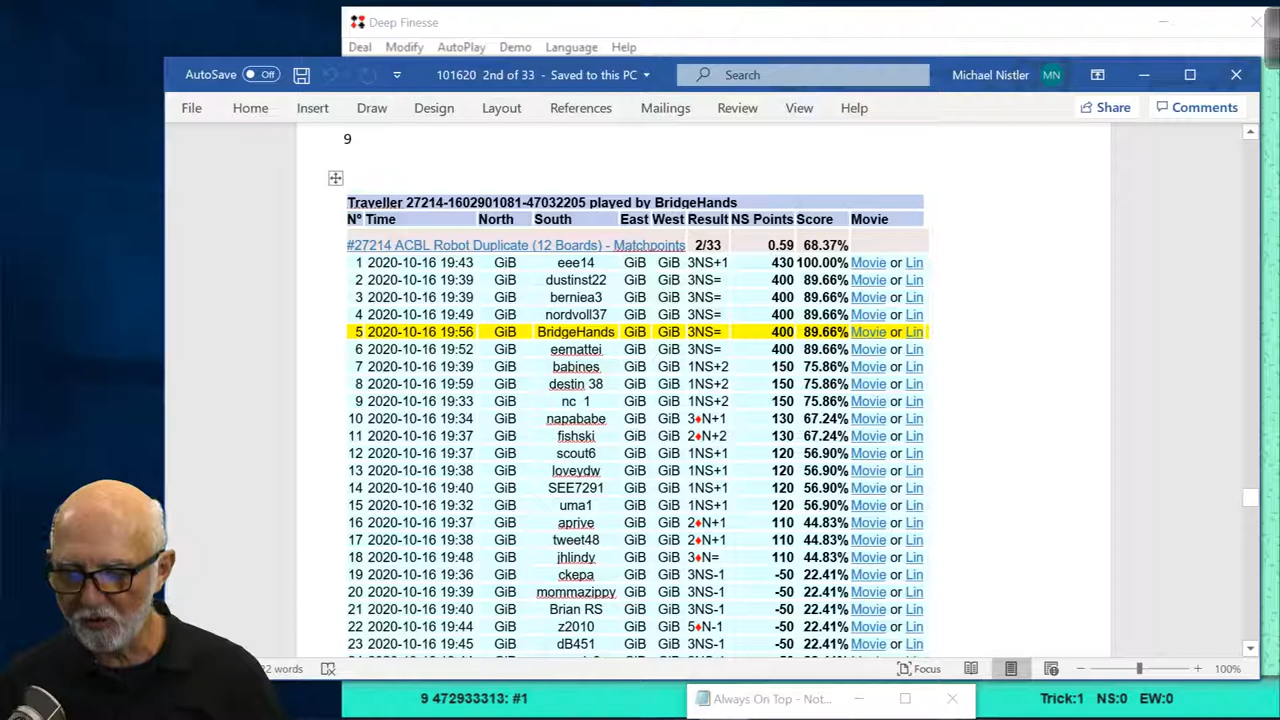 Deep Finesse
Deal Modify AutoPlay Demo Language Help
AutoSave Off 101620 2nd of 33 - Saved to this PC Search Michael Nistler MN
File Home Insert Draw Design Layout References Mailings Review View Help Share Comments
9
Traveller 27214-1602901081-47032205 played by BridgeHands
Nº Time North South East West Result NS Points Score Movie
#27214 ACBL Robot Duplicate (12 Boards) - Matchpoints 2/33 0.59 68.37%
1 2020-10-16 19:43 GiB eee14 GiB GiB 3NS+1 430 100.00% Movie or Lin
2 2020-10-16 19:39 GiB dustinst22 GiB GiB 3NS= 400 89.66% Movie or Lin
3 2020-10-16 19:39 GiB berniea3 GiB GiB 3NS= 400 89.66% Movie or Lin
4 2020-10-16 19:49 GiB nordvoll37 GiB GiB 3NS= 400 89.66% Movie or Lin
5 2020-10-16 19:56 GiB BridgeHands GiB GiB 3NS= 400 89.66% Movie or Lin
6 2020-10-16 19:52 GiB eemattei GiB GiB 3NS= 400 89.66% Movie or Lin
7 2020-10-16 19:39 GiB babines GiB GiB 1NS+2 150 75.86% Movie or Lin
8 2020-10-16 19:59 GiB destin 38 GiB GiB 1NS+2 150 75.86% Movie or Lin
9 2020-10-16 19:33 GiB nc 1 GiB GiB 1NS+2 150 75.86% Movie or Lin
10 2020-10-16 19:34 GiB napababe GiB GiB 3♦N+1 130 67.24% Movie or Lin
11 2020-10-16 19:37 GiB fishski GiB GiB 2♦N+2 130 67.24% Movie or Lin
12 2020-10-16 19:37 GiB scout6 GiB GiB 1NS+1 120 56.90% Movie or Lin
13 2020-10-16 19:38 GiB loveydw GiB GiB 1NS+1 120 56.90% Movie or Lin
14 2020-10-16 19:40 GiB SEE7291 GiB GiB 1NS+1 120 56.90% Movie or Lin
15 2020-10-16 19:32 GiB uma1 GiB GiB 1NS+1 120 56.90% Movie or Lin
16 2020-10-16 19:37 GiB aprive GiB GiB 2♦N+1 110 44.83% Movie or Lin
17 2020-10-16 19:38 GiB tweet48 GiB GiB 2♦N+1 110 44.83% Movie or Lin
18 2020-10-16 19:48 GiB jhlindy GiB GiB 3♦N= 110 44.83% Movie or Lin
19 2020-10-16 19:36 GiB ckepa GiB GiB 3NS-1 -50 22.41% Movie or Lin
20 2020-10-16 19:39 GiB mommazippy GiB GiB 3NS-1 -50 22.41% Movie or Lin
21 2020-10-16 19:40 GiB Brian RS GiB GiB 3NS-1 -50 22.41% Movie or Lin
22 2020-10-16 19:44 GiB z2010 GiB GiB 5♦N-1 -50 22.41% Movie or Lin
23 2020-10-16 19:45 GiB dB451 GiB GiB 3NS-1 -50 22.41% Movie or Lin
words Focus 100%
9 472933313: #1 Always On Top - Not... Trick:1 NS:0 EW:0